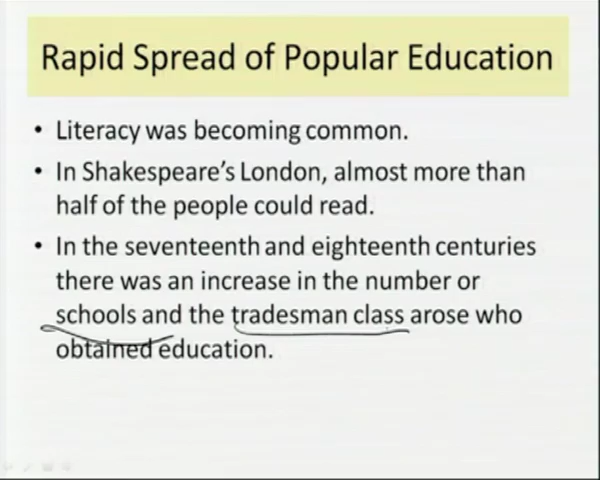 Rapid Spread of Popular Education
• Literacy was becoming common.
• In Shakespeare's London, almost more than
half of the people could read.
• In the seventeenth and eighteenth centuries
there was an increase in the number or
schools and the tradesman class arose who
obtained education.